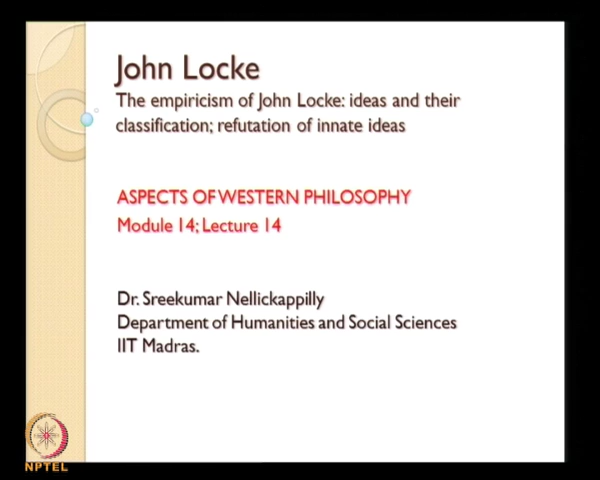 John Locke
The empiricism of John Locke: ideas and their
classification; refutation of innate ideas
ASPECTS OF WESTERN PHILOSOPHY
Module 14; Lecture 14
Dr. Sreekumar Nellickappilly
Department of Humanities and Social Sciences
IIT Madras.
NPTEL